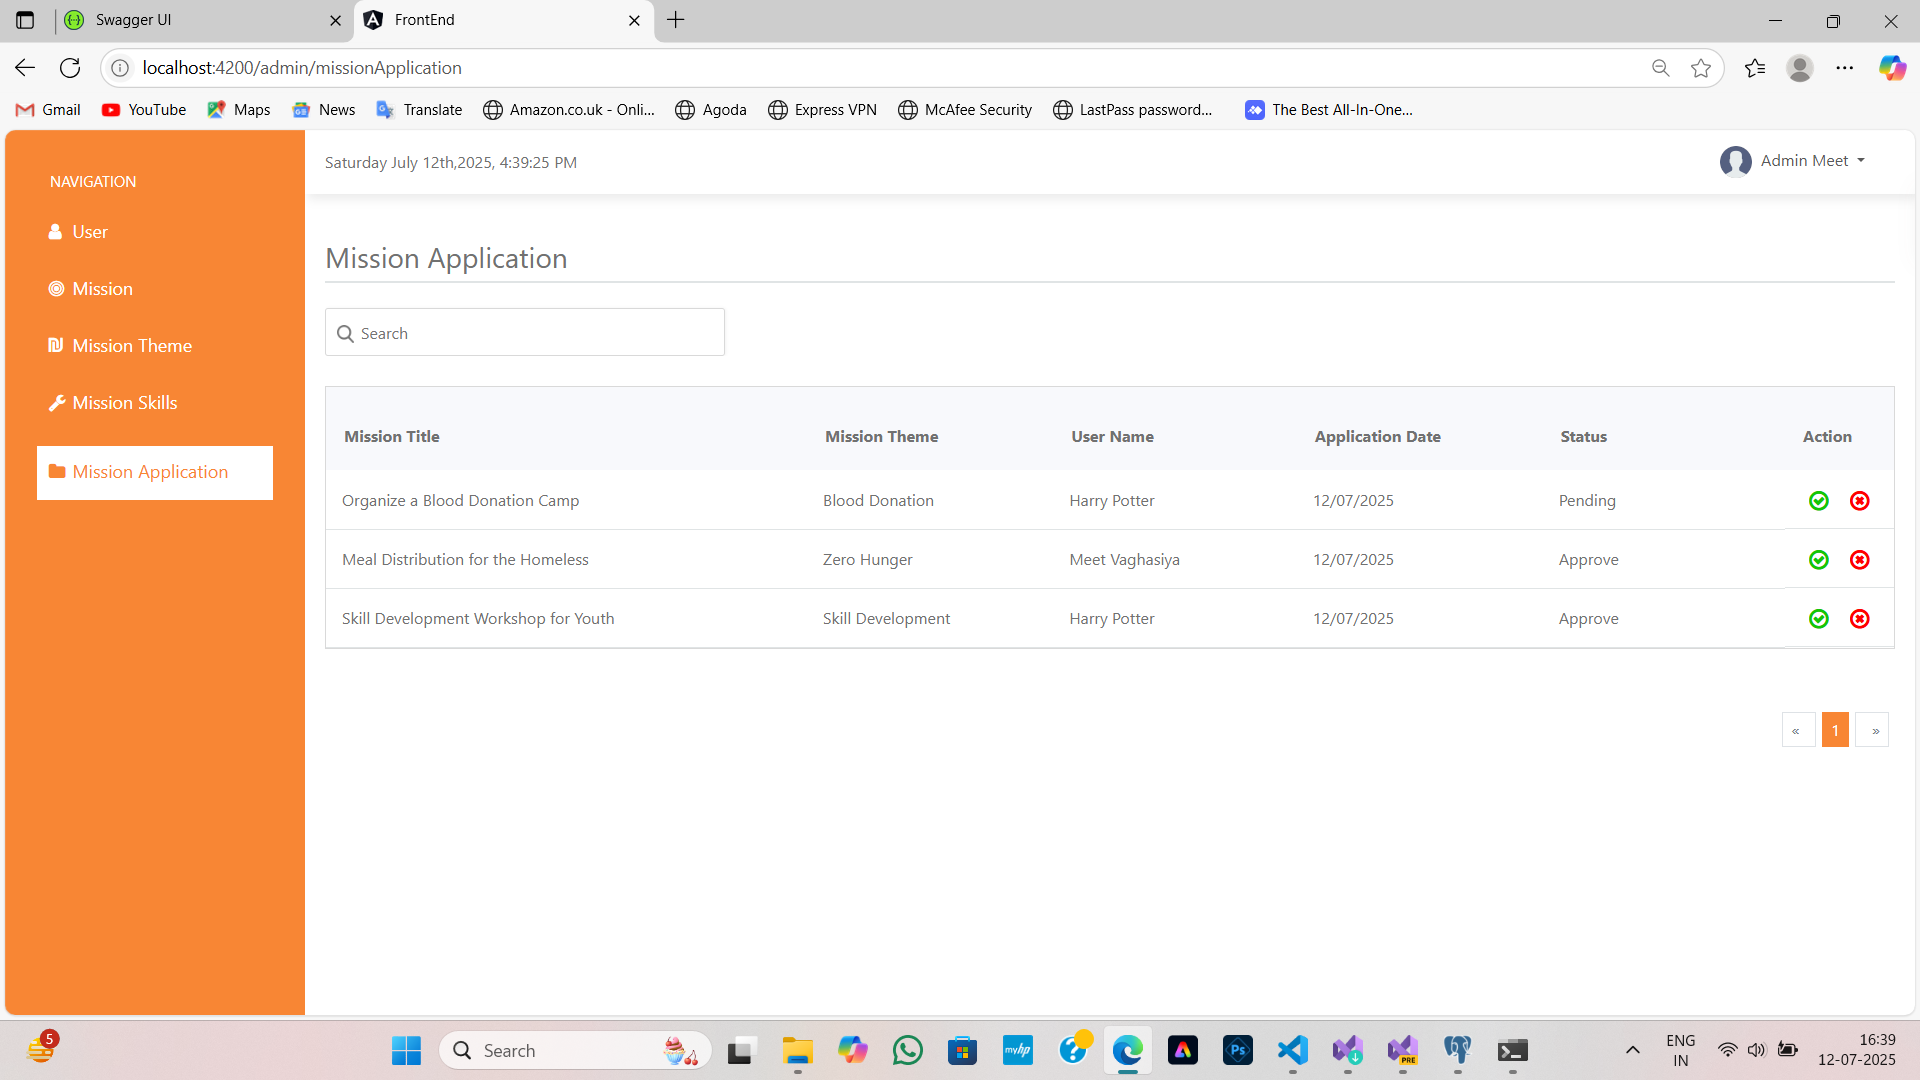 Swagger UI
FrontEnd
localhost:4200/admin/missionApplication
Gmail YouTube Maps News Translate Amazon.co.uk - Onli... Agoda Express VPN McAfee Security LastPass password... The Best All-In-One...
NAVIGATION
User
Mission
Mission Theme
Mission Skills
Mission Application
Saturday July 12th,2025, 4:39:25 PM
Admin Meet
Mission Application
Search
Mission Title Mission Theme User Name Application Date Status Action
Organize a Blood Donation Camp Blood Donation Harry Potter 12/07/2025 Pending
Meal Distribution for the Homeless Zero Hunger Meet Vaghasiya 12/07/2025 Approve
Skill Development Workshop for Youth Skill Development Harry Potter 12/07/2025 Approve
« 1 »
5
Search
myhp
Ps
PRE
ENG
IN
16:39
12-07-2025